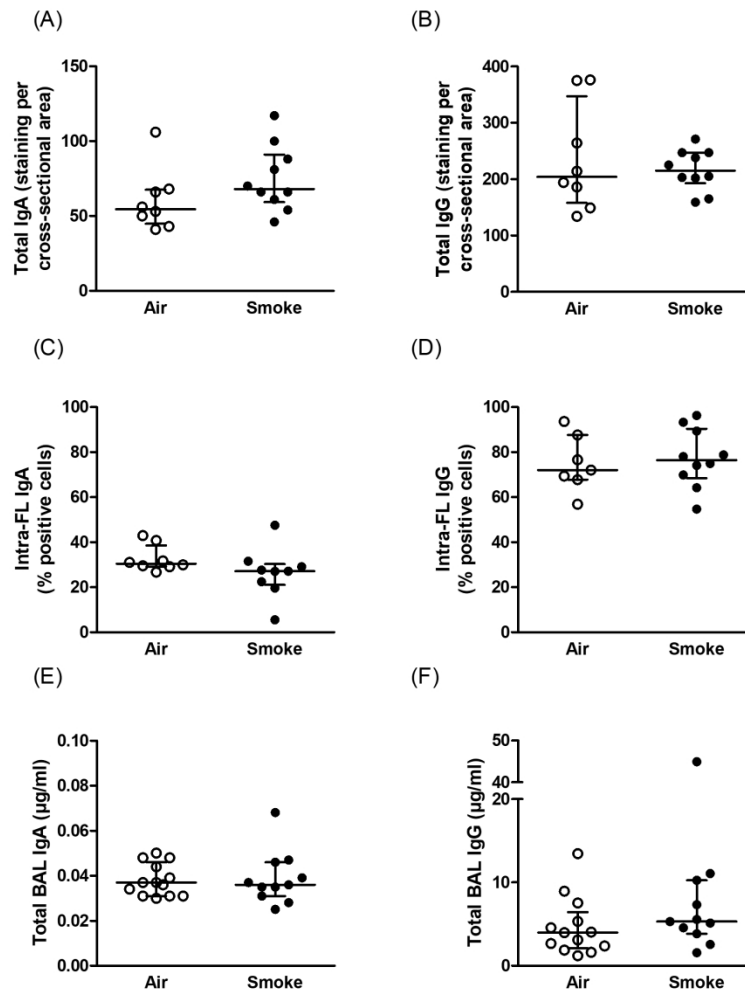 (A)
Total IgA (staining per
cross-sectional area)
150
100
50
0
Air
Smoke
(B)
Total IgG (staining per
cross-sectional area)
400
300
200
100
0
Air
Smoke
(C)
Intra-FL IgA
(% positive cells)
100
80
60
40
20
0
Air
Smoke
(D)
Intra-FL IgG
(% positive cells)
100
80
60
40
20
0
Air
Smoke
(E)
Total BAL IgA (µg/ml)
0.10
0.08
0.06
0.04
0.02
0.00
Air
Smoke
(F)
Total BAL IgG (µg/ml)
50
40
20
10
0
Air
Smoke